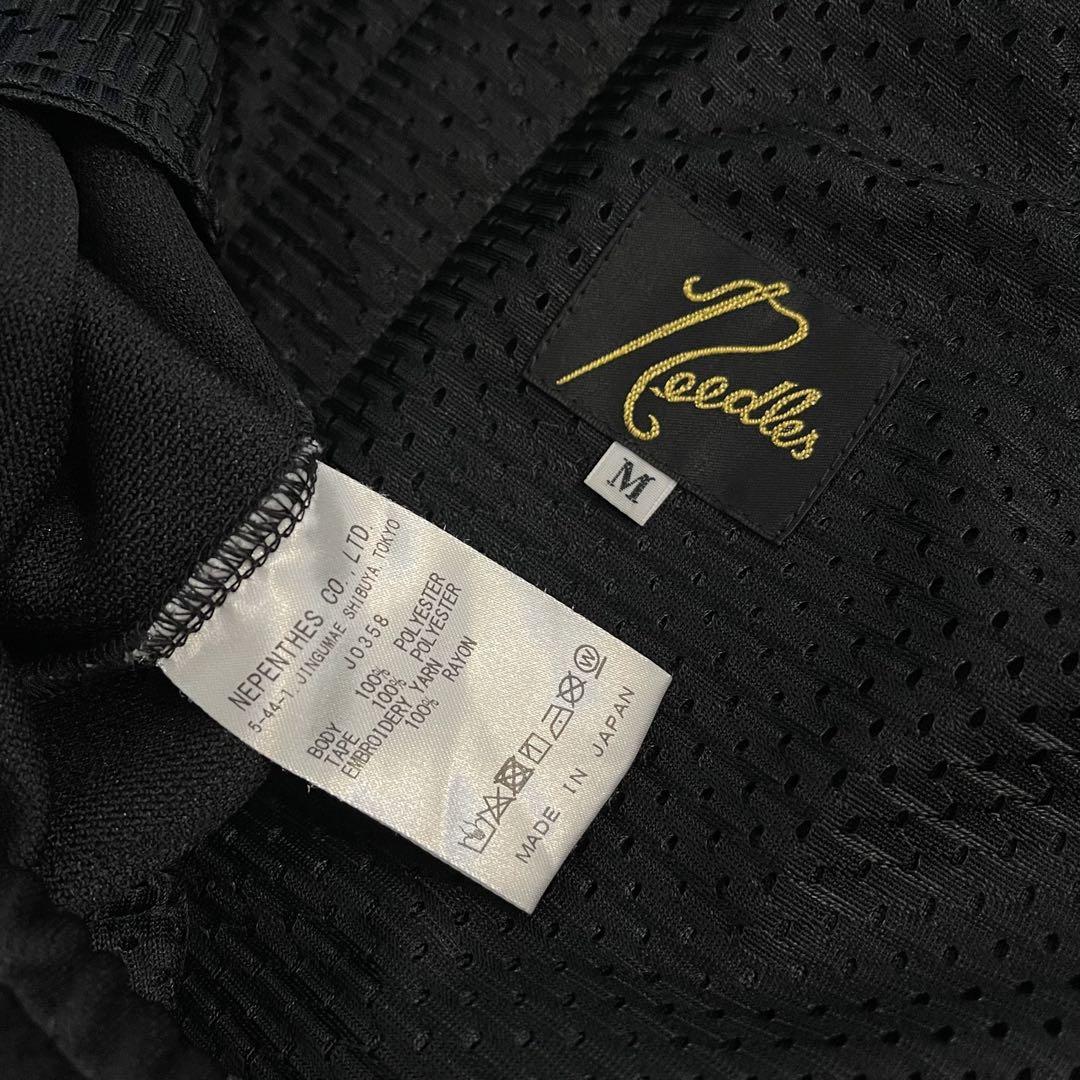 Needles
M
NEPENTHES CO., LTD.
5-44-1. JINGUMAE SHIBUYA. TOKYO
J0358
BODY 100% POLYESTER
TAPE 100% POLYESTER
EMBROIDERY YARN
100% RAYON
W
MADE IN JAPAN